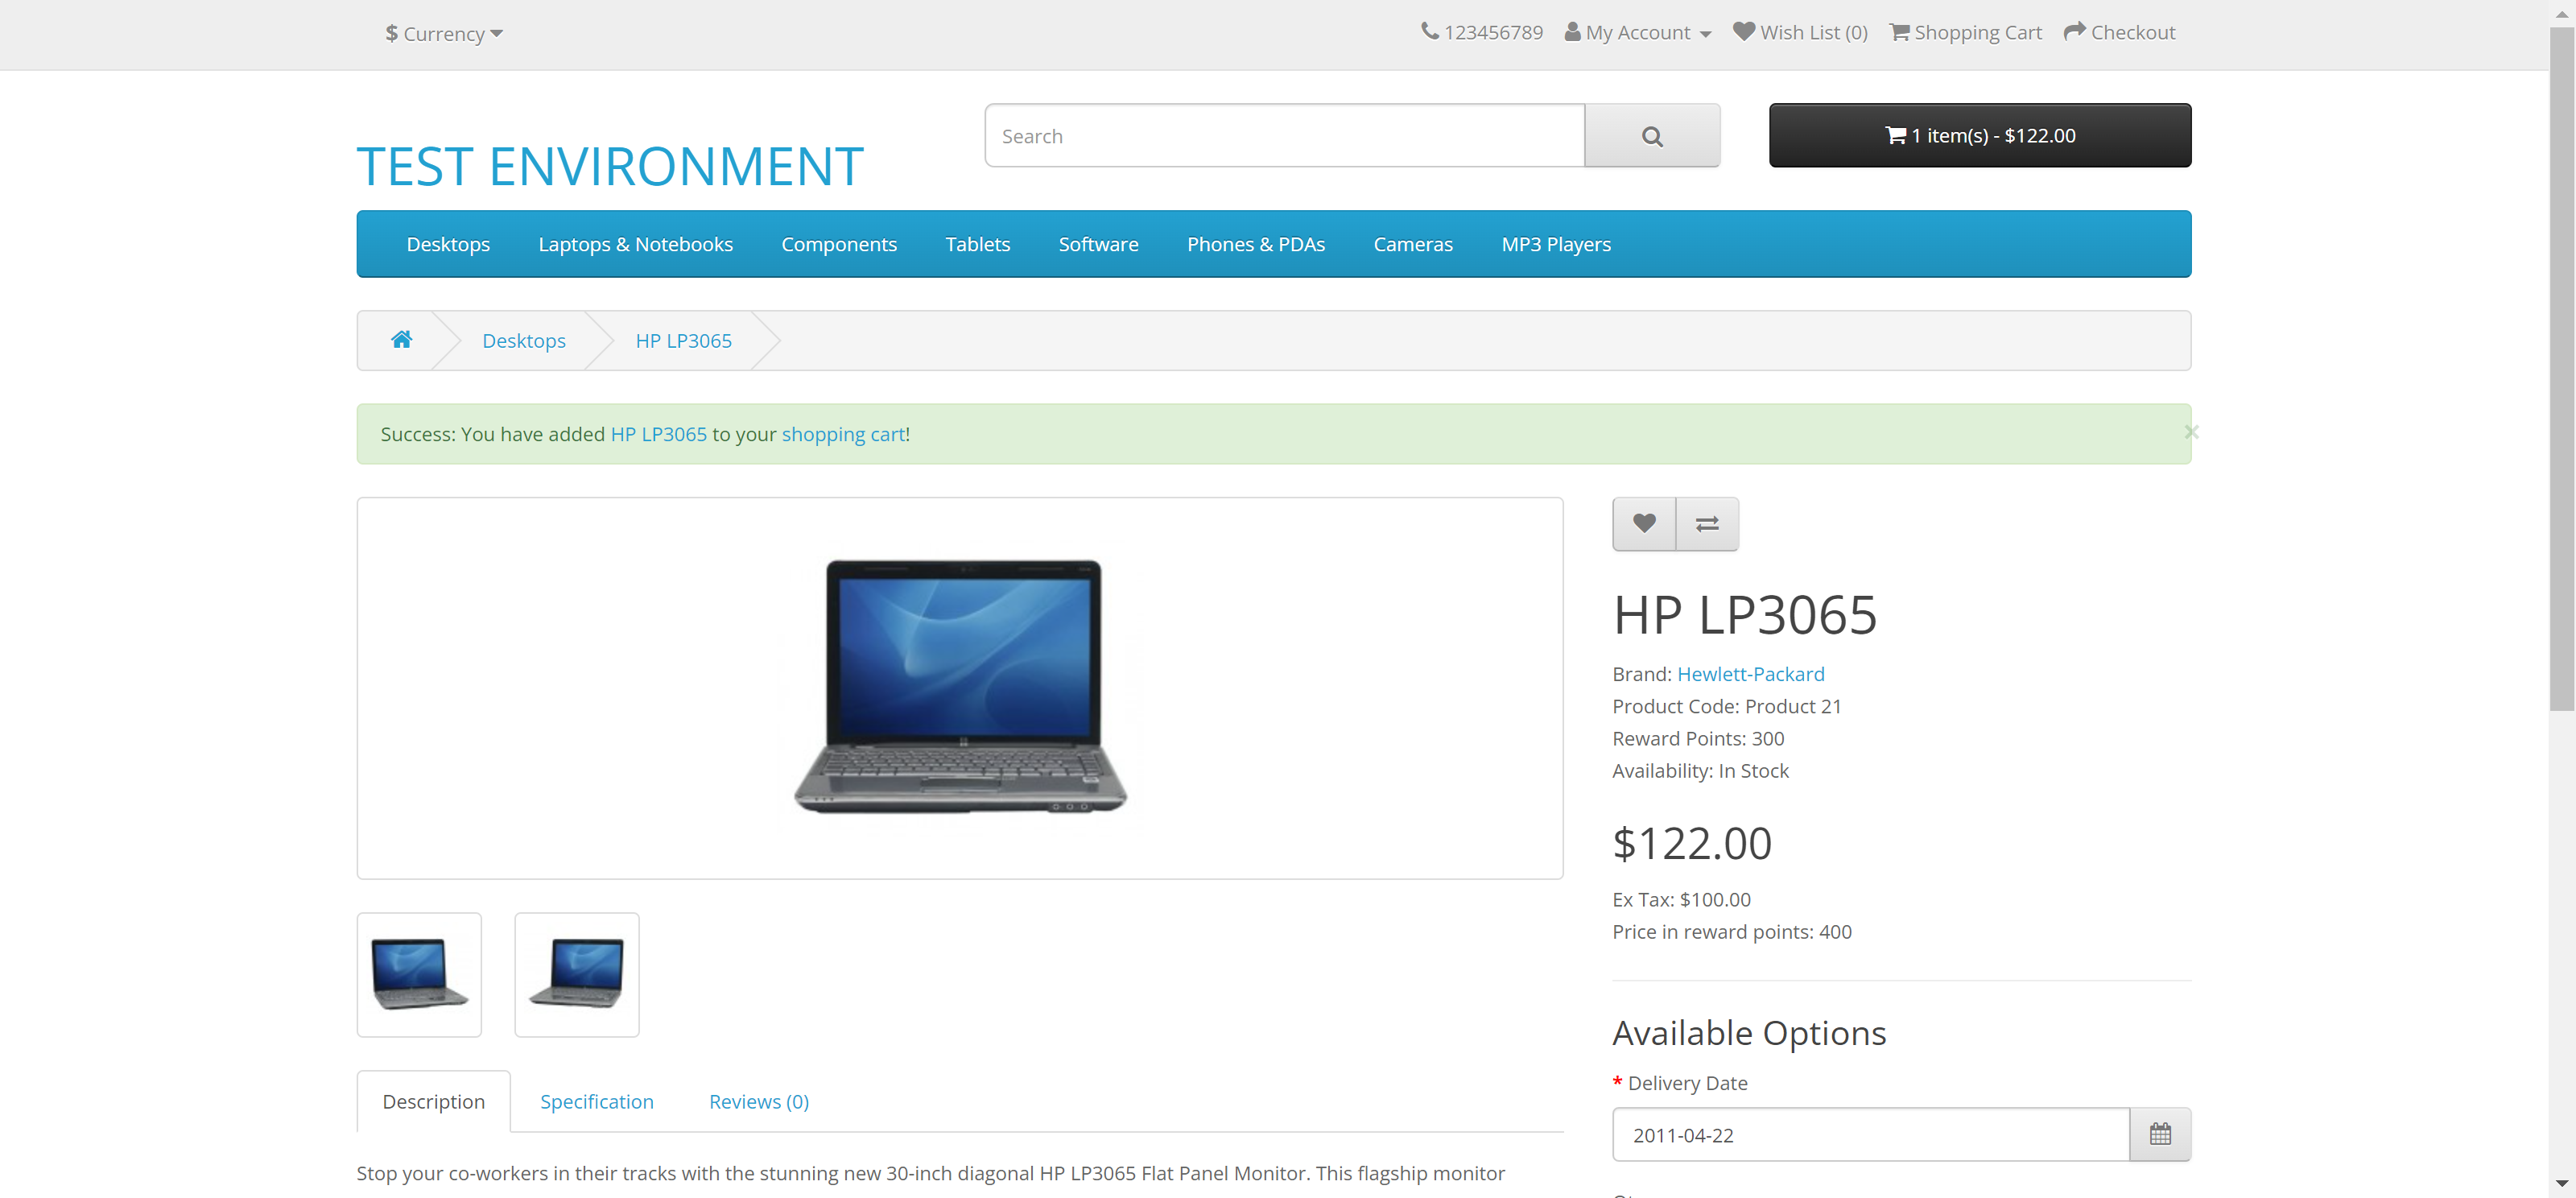 $ Currency
123456789 My Account Wish List (0) Shopping Cart Checkout
TEST ENVIRONMENT
Search
1 item(s) - $122.00
Desktops Laptops & Notebooks Components Tablets Software Phones & PDAs Cameras MP3 Players
Desktops HP LP3065
Success: You have added HP LP3065 to your shopping cart!
×
HP LP3065
Brand: Hewlett-Packard
Product Code: Product 21
Reward Points: 300
Availability: In Stock
$122.00
Ex Tax: $100.00
Price in reward points: 400
Available Options
* Delivery Date
2011-04-22
Description Specification Reviews (0)
Stop your co-workers in their tracks with the stunning new 30-inch diagonal HP LP3065 Flat Panel Monitor. This flagship monitor